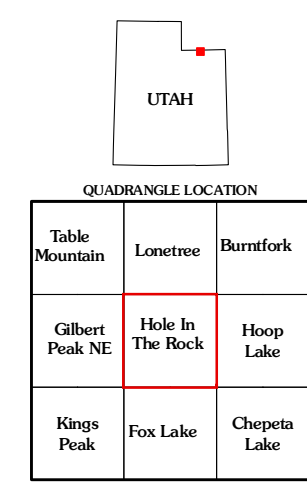 UTAH
QUADRANGLE LOCATION
Table
Mountain
Lonetree
Burntfork
Gilbert
Peak NE
Hole In
The Rock
Hoop
Lake
Kings
Peak
Fox Lake
Chepeta
Lake